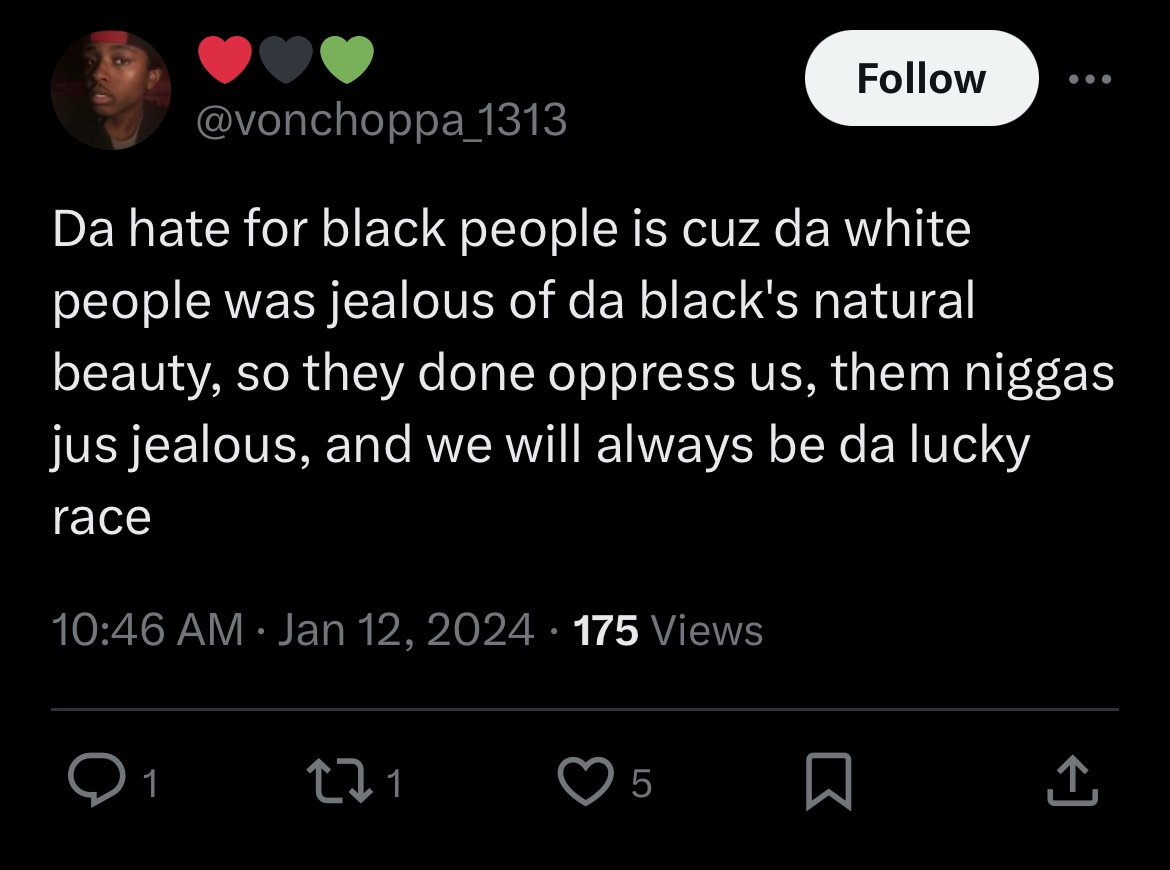 ❤️🖤💚
Follow
@vonchoppa_1313
Da hate for black people is cuz da white
people was jealous of da black's natural
beauty, so they done oppress us, them niggas
jus jealous, and we will always be da lucky
race
10:46 AM · Jan 12, 2024 · 175 Views
1 1 5